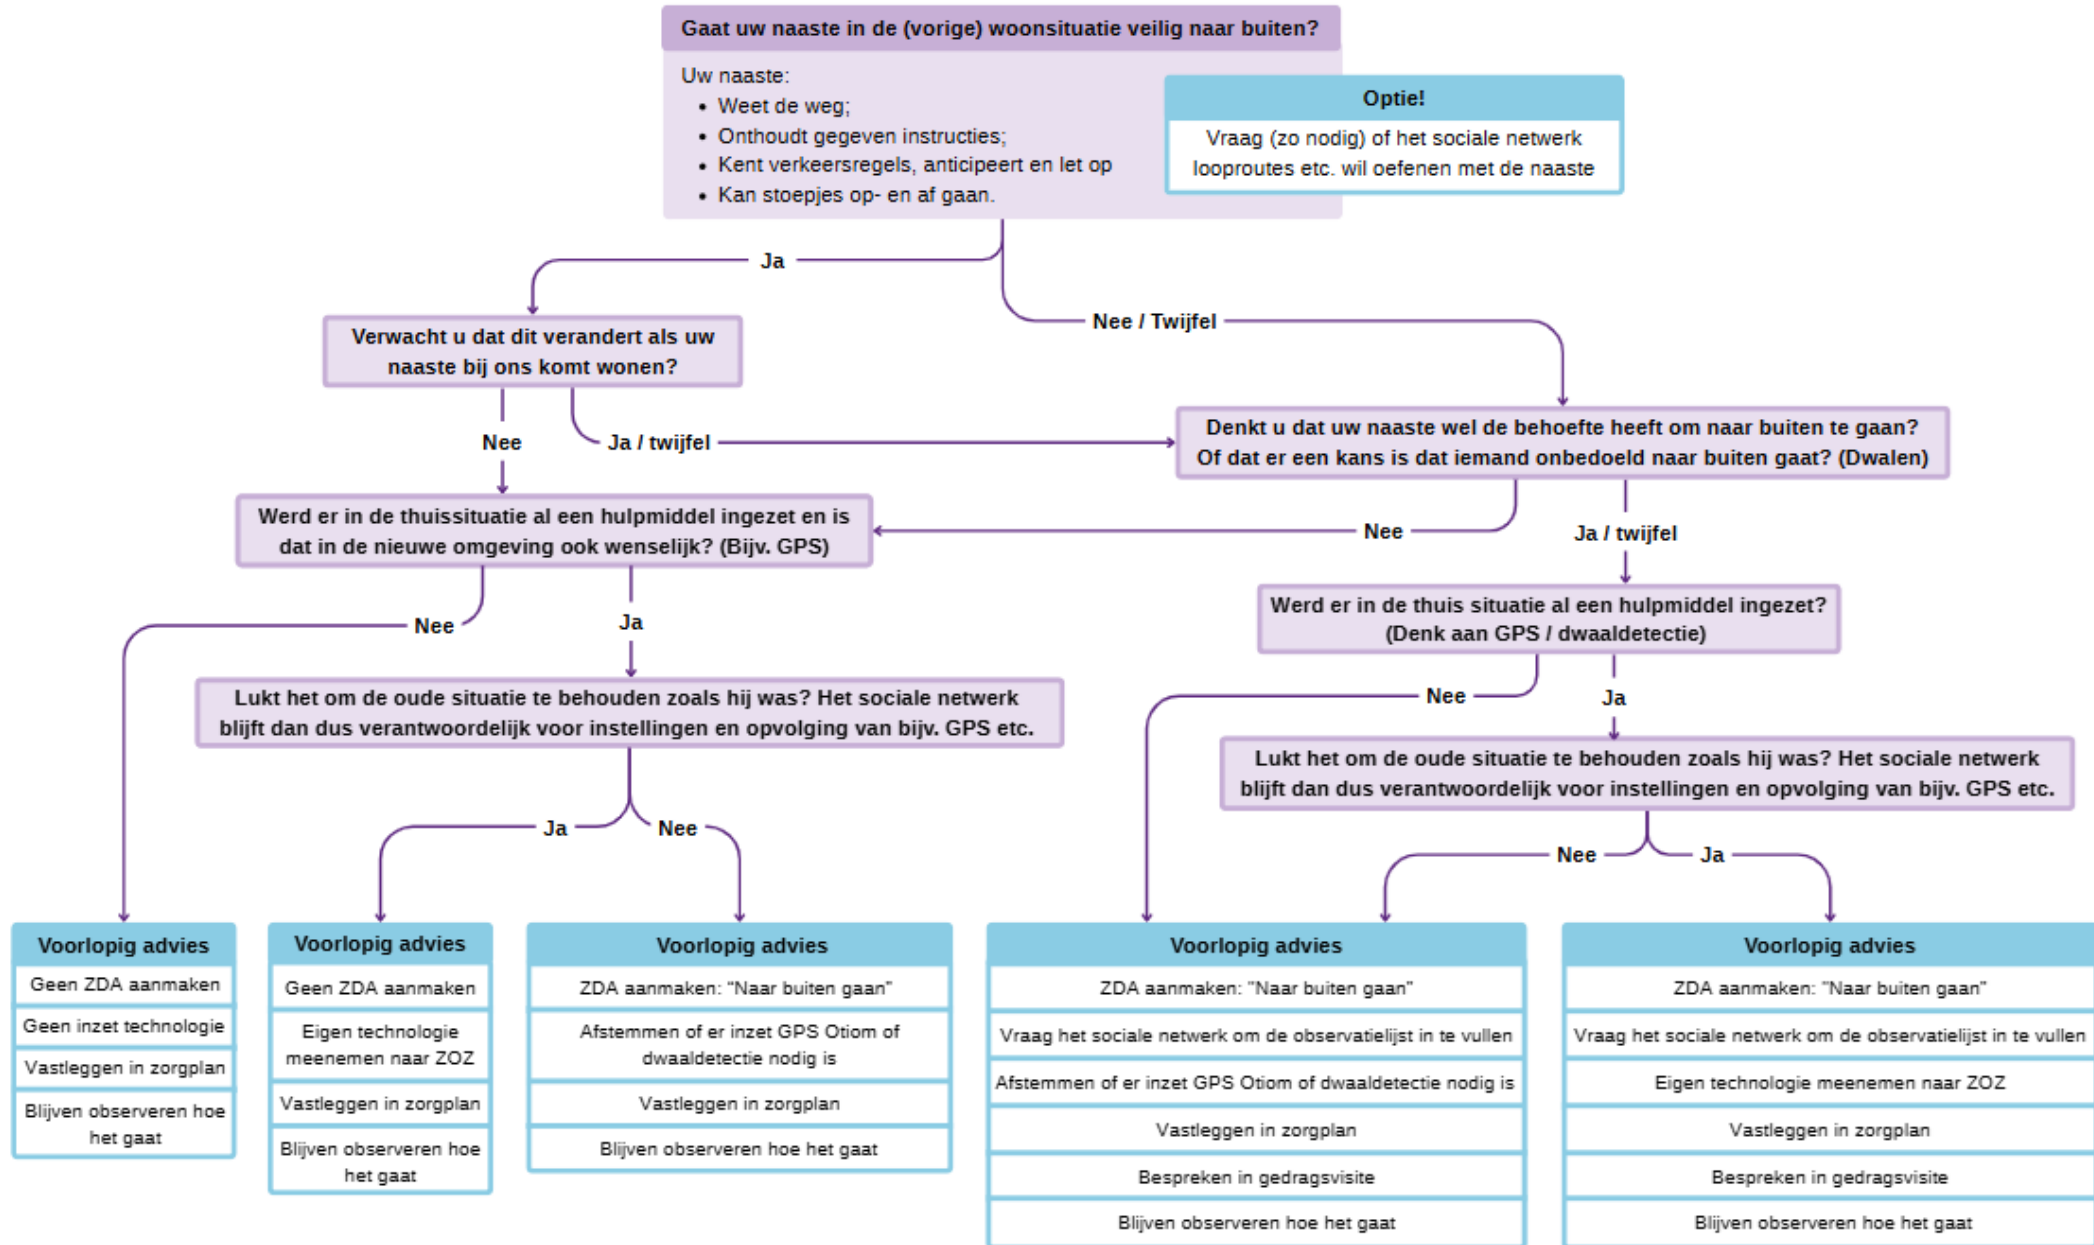 Gaat uw naaste in de (vorige) woonsituatie veilig naar buiten?
Uw naaste:
• Weet de weg;
• Onthoudt gegeven instructies;
• Kent verkeersregels, anticipeert en let op
• Kan stoepjes op- en af gaan.
Optie!
Vraag (zo nodig) of het sociale netwerk
looproutes etc. wil oefenen met de naaste
Ja
Nee / Twijfel
Verwacht u dat dit verandert als uw
naaste bij ons komt wonen?
Nee
Ja / twijfel
Denkt u dat uw naaste wel de behoefte heeft om naar buiten te gaan?
Of dat er een kans is dat iemand onbedoeld naar buiten gaat? (Dwalen)
Nee
Ja / twijfel
Werd er in de thuissituatie al een hulpmiddel ingezet en is
dat in de nieuwe omgeving ook wenselijk? (Bijv. GPS)
Nee
Ja
Werd er in de thuis situatie al een hulpmiddel ingezet?
(Denk aan GPS / dwaaldetectie)
Nee
Ja
Lukt het om de oude situatie te behouden zoals hij was? Het sociale netwerk
blijft dan dus verantwoordelijk voor instellingen en opvolging van bijv. GPS etc.
Ja
Nee
Lukt het om de oude situatie te behouden zoals hij was? Het sociale netwerk
blijft dan dus verantwoordelijk voor instellingen en opvolging van bijv. GPS etc.
Nee
Ja
Voorlopig advies
Geen ZDA aanmaken
Geen inzet technologie
Vastleggen in zorgplan
Blijven observeren hoe
het gaat
Voorlopig advies
Geen ZDA aanmaken
Eigen technologie
meenemen naar ZOZ
Vastleggen in zorgplan
Blijven observeren hoe
het gaat
Voorlopig advies
ZDA aanmaken: "Naar buiten gaan"
Afstemmen of er inzet GPS Otiom of
dwaaldetectie nodig is
Vastleggen in zorgplan
Blijven observeren hoe het gaat
Voorlopig advies
ZDA aanmaken: "Naar buiten gaan"
Vraag het sociale netwerk om de observatielijst in te vullen
Afstemmen of er inzet GPS Otiom of dwaaldetectie nodig is
Vastleggen in zorgplan
Bespreken in gedragsvisite
Blijven observeren hoe het gaat
Voorlopig advies
ZDA aanmaken: "Naar buiten gaan"
Vraag het sociale netwerk om de observatielijst in te vullen
Eigen technologie meenemen naar ZOZ
Vastleggen in zorgplan
Bespreken in gedragsvisite
Blijven observeren hoe het gaat